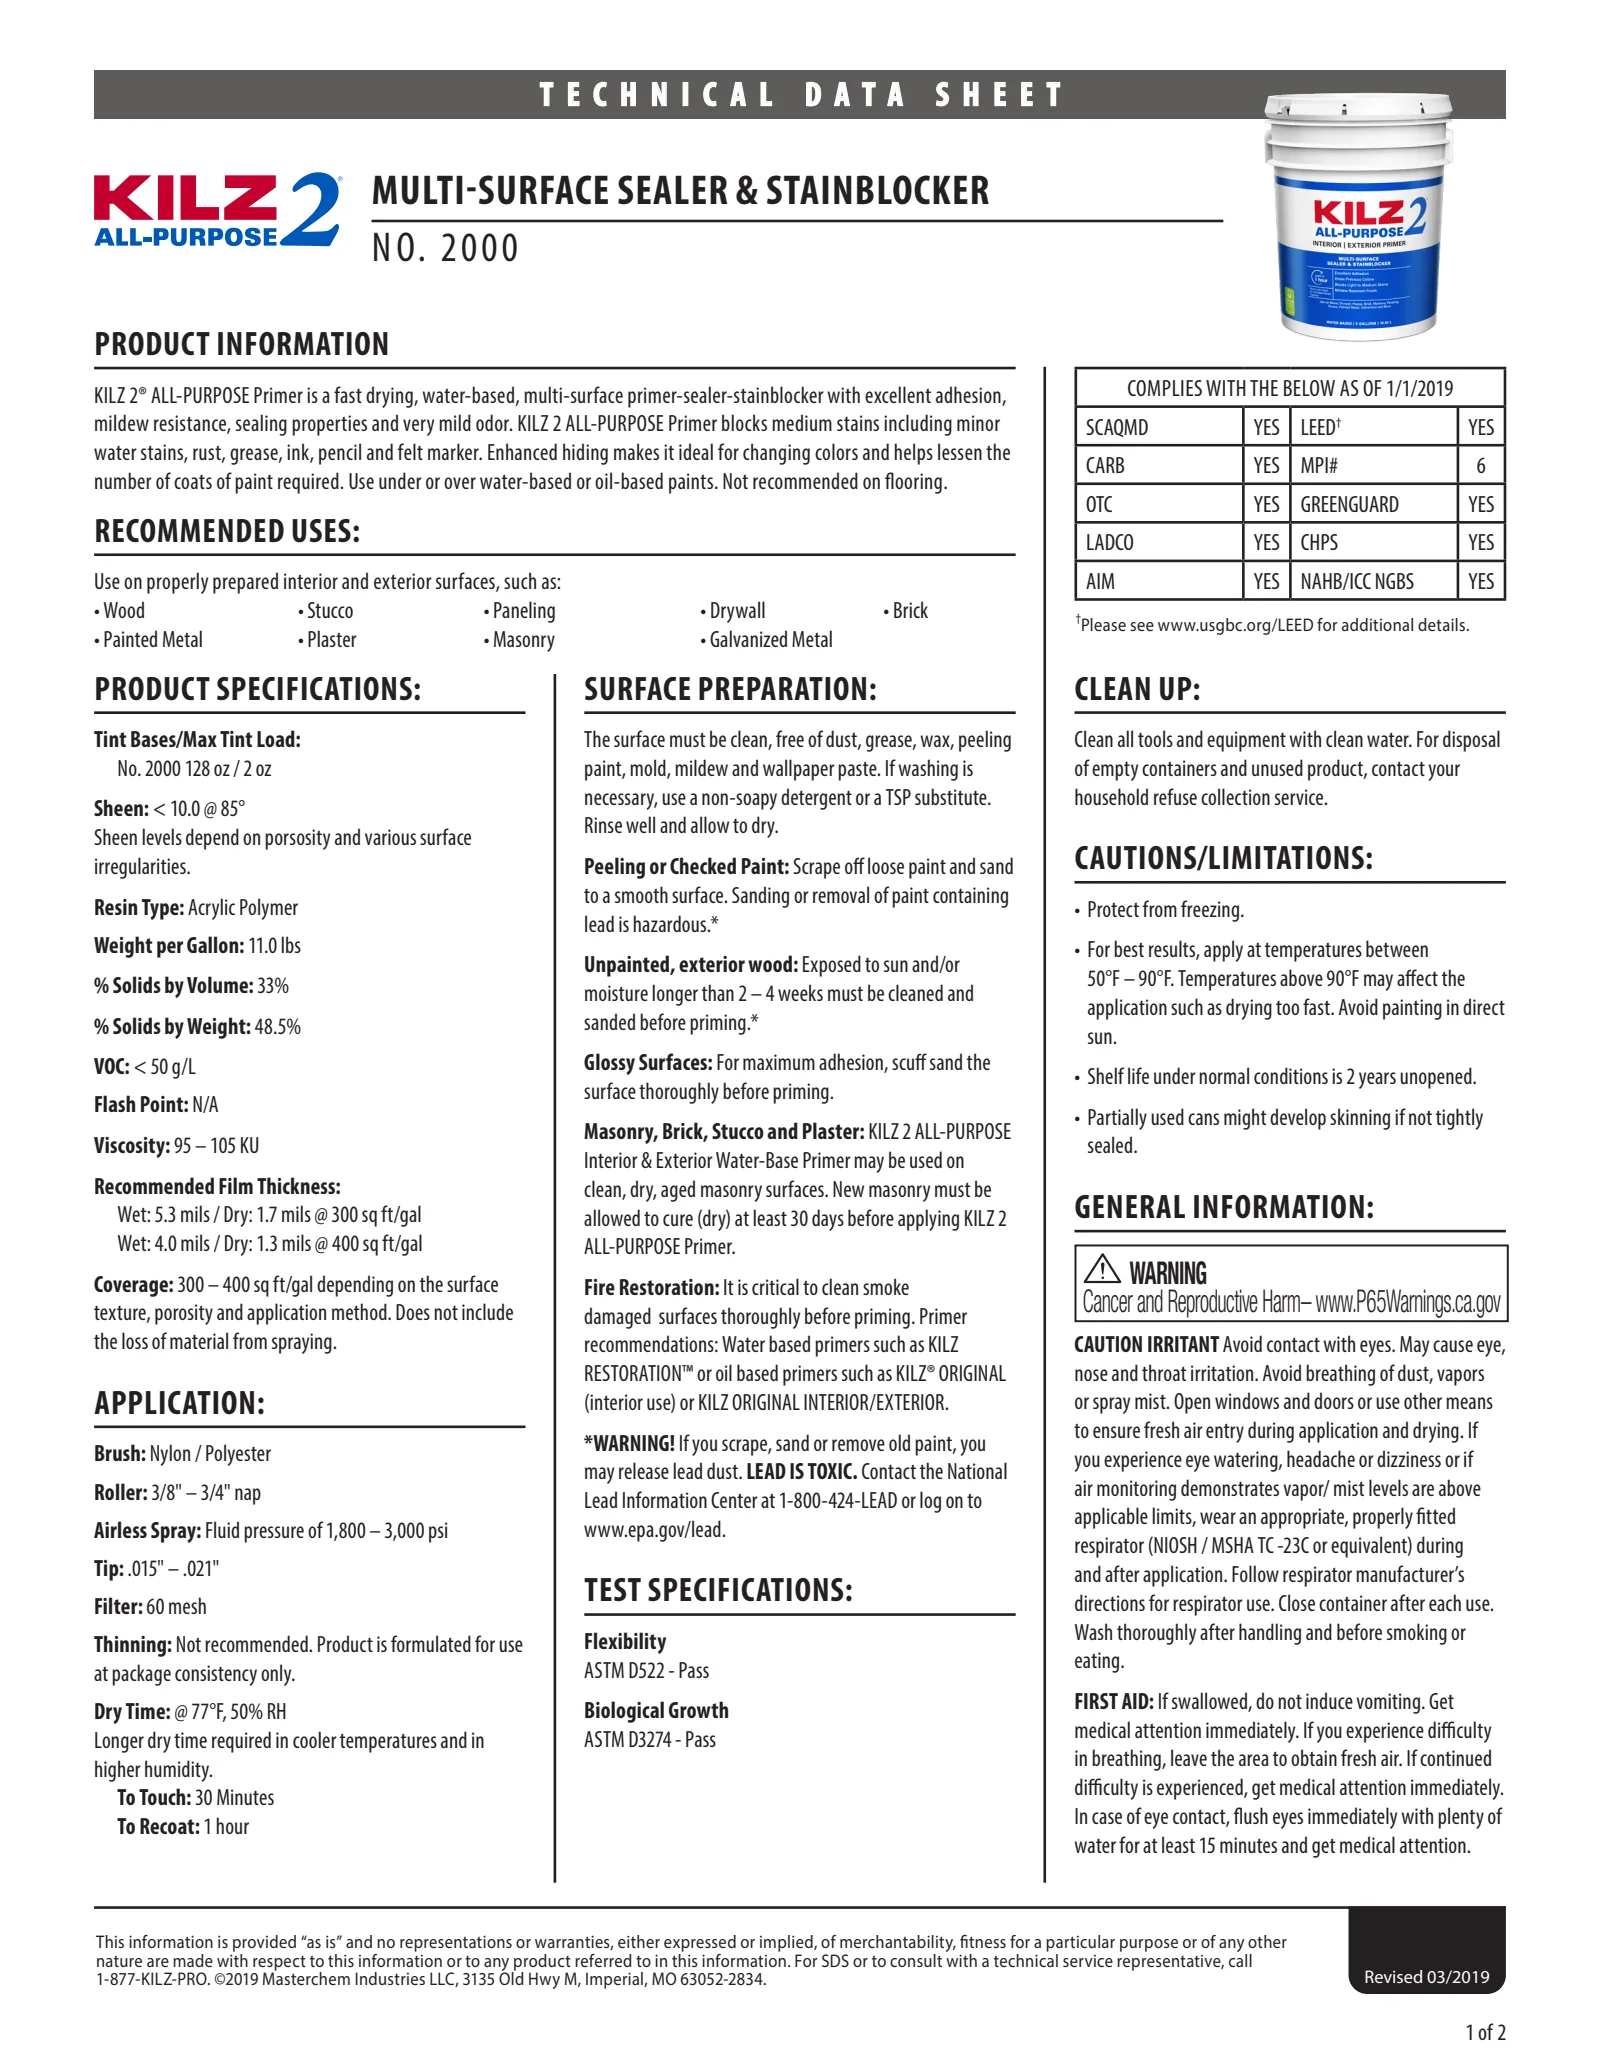 TECHNICAL DATA SHEET
KILZ 2®
ALL-PURPOSE
MULTI-SURFACE SEALER & STAINBLOCKER
NO. 2000
KILZ 2
ALL-PURPOSE
INTERIOR | EXTERIOR PRIMER
MULTI-SURFACE
SEALER & STAINBLOCKER
PRODUCT INFORMATION
KILZ 2® ALL-PURPOSE Primer is a fast drying, water-based, multi-surface primer-sealer-stainblocker with excellent adhesion,
mildew resistance, sealing properties and very mild odor. KILZ 2 ALL-PURPOSE Primer blocks medium stains including minor
water stains, rust, grease, ink, pencil and felt marker. Enhanced hiding makes it ideal for changing colors and helps lessen the
number of coats of paint required. Use under or over water-based or oil-based paints. Not recommended on flooring.
RECOMMENDED USES:
Use on properly prepared interior and exterior surfaces, such as:
• Wood • Stucco • Paneling • Drywall • Brick
• Painted Metal • Plaster • Masonry • Galvanized Metal
COMPLIES WITH THE BELOW AS OF 1/1/2019
SCAQMD YES LEED† YES
CARB YES MPI# 6
OTC YES GREENGUARD YES
LADCO YES CHPS YES
AIM YES NAHB/ICC NGBS YES
†Please see www.usgbc.org/LEED for additional details.
PRODUCT SPECIFICATIONS:
Tint Bases/Max Tint Load:
No. 2000 128 oz / 2 oz
Sheen: < 10.0 @ 85°
Sheen levels depend on porsosity and various surface
irregularities.
Resin Type: Acrylic Polymer
Weight per Gallon: 11.0 lbs
% Solids by Volume: 33%
% Solids by Weight: 48.5%
VOC: < 50 g/L
Flash Point: N/A
Viscosity: 95 – 105 KU
Recommended Film Thickness:
Wet: 5.3 mils / Dry: 1.7 mils @ 300 sq ft/gal
Wet: 4.0 mils / Dry: 1.3 mils @ 400 sq ft/gal
Coverage: 300 – 400 sq ft/gal depending on the surface
texture, porosity and application method. Does not include
the loss of material from spraying.
APPLICATION:
Brush: Nylon / Polyester
Roller: 3/8" – 3/4" nap
Airless Spray: Fluid pressure of 1,800 – 3,000 psi
Tip: .015" – .021"
Filter: 60 mesh
Thinning: Not recommended. Product is formulated for use
at package consistency only.
Dry Time: @ 77°F, 50% RH
Longer dry time required in cooler temperatures and in
higher humidity.
To Touch: 30 Minutes
To Recoat: 1 hour
SURFACE PREPARATION:
The surface must be clean, free of dust, grease, wax, peeling
paint, mold, mildew and wallpaper paste. If washing is
necessary, use a non-soapy detergent or a TSP substitute.
Rinse well and allow to dry.
Peeling or Checked Paint: Scrape off loose paint and sand
to a smooth surface. Sanding or removal of paint containing
lead is hazardous.*
Unpainted, exterior wood: Exposed to sun and/or
moisture longer than 2 – 4 weeks must be cleaned and
sanded before priming.*
Glossy Surfaces: For maximum adhesion, scuff sand the
surface thoroughly before priming.
Masonry, Brick, Stucco and Plaster: KILZ 2 ALL-PURPOSE
Interior & Exterior Water-Base Primer may be used on
clean, dry, aged masonry surfaces. New masonry must be
allowed to cure (dry) at least 30 days before applying KILZ 2
ALL-PURPOSE Primer.
Fire Restoration: It is critical to clean smoke
damaged surfaces thoroughly before priming. Primer
recommendations: Water based primers such as KILZ
RESTORATION™ or oil based primers such as KILZ® ORIGINAL
(interior use) or KILZ ORIGINAL INTERIOR/EXTERIOR.
*WARNING! If you scrape, sand or remove old paint, you
may release lead dust. LEAD IS TOXIC. Contact the National
Lead Information Center at 1-800-424-LEAD or log on to
www.epa.gov/lead.
TEST SPECIFICATIONS:
Flexibility
ASTM D522 - Pass
Biological Growth
ASTM D3274 - Pass
CLEAN UP:
Clean all tools and equipment with clean water. For disposal
of empty containers and unused product, contact your
household refuse collection service.
CAUTIONS/LIMITATIONS:
• Protect from freezing.
• For best results, apply at temperatures between
50°F – 90°F. Temperatures above 90°F may affect the
application such as drying too fast. Avoid painting in direct
sun.
• Shelf life under normal conditions is 2 years unopened.
• Partially used cans might develop skinning if not tightly
sealed.
GENERAL INFORMATION:
WARNING
Cancer and Reproductive Harm– www.P65Warnings.ca.gov
CAUTION IRRITANT Avoid contact with eyes. May cause eye,
nose and throat irritation. Avoid breathing of dust, vapors
or spray mist. Open windows and doors or use other means
to ensure fresh air entry during application and drying. If
you experience eye watering, headache or dizziness or if
air monitoring demonstrates vapor/ mist levels are above
applicable limits, wear an appropriate, properly fitted
respirator (NIOSH / MSHA TC -23C or equivalent) during
and after application. Follow respirator manufacturer’s
directions for respirator use. Close container after each use.
Wash thoroughly after handling and before smoking or
eating.
FIRST AID: If swallowed, do not induce vomiting. Get
medical attention immediately. If you experience difficulty
in breathing, leave the area to obtain fresh air. If continued
difficulty is experienced, get medical attention immediately.
In case of eye contact, flush eyes immediately with plenty of
water for at least 15 minutes and get medical attention.
This information is provided “as is” and no representations or warranties, either expressed or implied, of merchantability, fitness for a particular purpose or of any other
nature are made with respect to this information or to any product referred to in this information. For SDS or to consult with a technical service representative, call
1-877-KILZ-PRO. ©2019 Masterchem Industries LLC, 3135 Old Hwy M, Imperial, MO 63052-2834.
Revised 03/2019
1 of 2